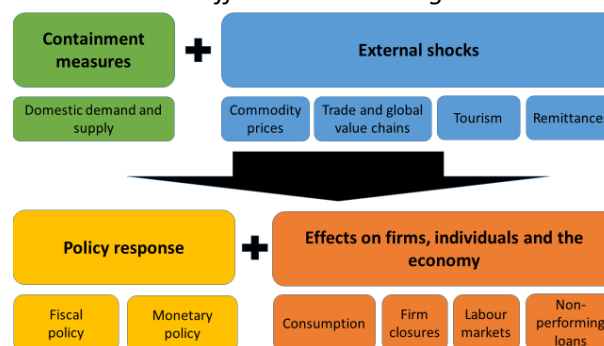 Containment
measures
External shocks
Domestic demand and
supply
Commodity
prices
Trade and global
value chains
Tourism
Remittances
Policy response
Effects on firms, individuals and the
economy
Fiscal
policy
Monetary
policy
Consumption
Firm
closures
Labour
markets
Non-
performing
loans